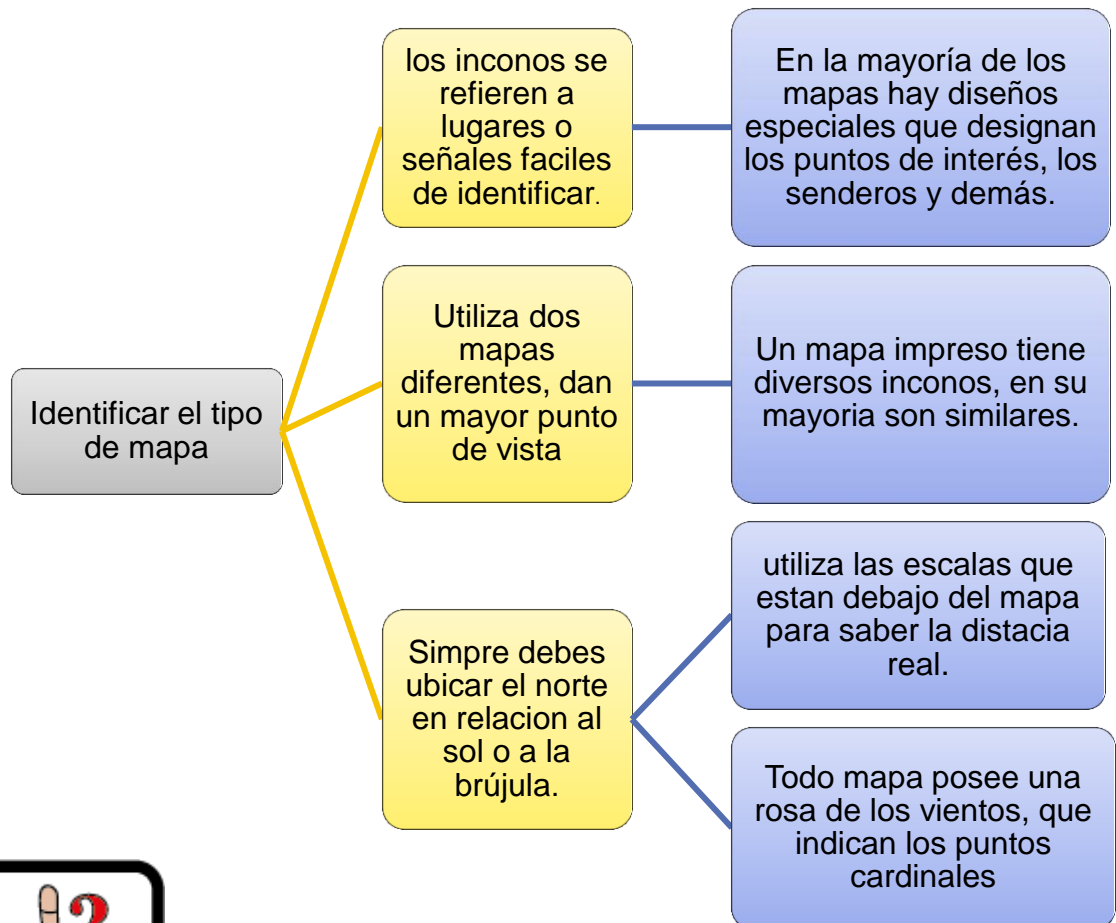 Identificar el tipo
de mapa
los inconos se
refieren a
lugares o
señales faciles
de identificar.
En la mayoría de los
mapas hay diseños
especiales que designan
los puntos de interés, los
senderos y demás.
Utiliza dos
mapas
diferentes, dan
un mayor punto
de vista
Un mapa impreso tiene
diversos inconos, en su
mayoria son similares.
Simpre debes
ubicar el norte
en relacion al
sol o a la
brújula.
utiliza las escalas que
estan debajo del mapa
para saber la distacia
real.
Todo mapa posee una
rosa de los vientos, que
indican los puntos
cardinales
?